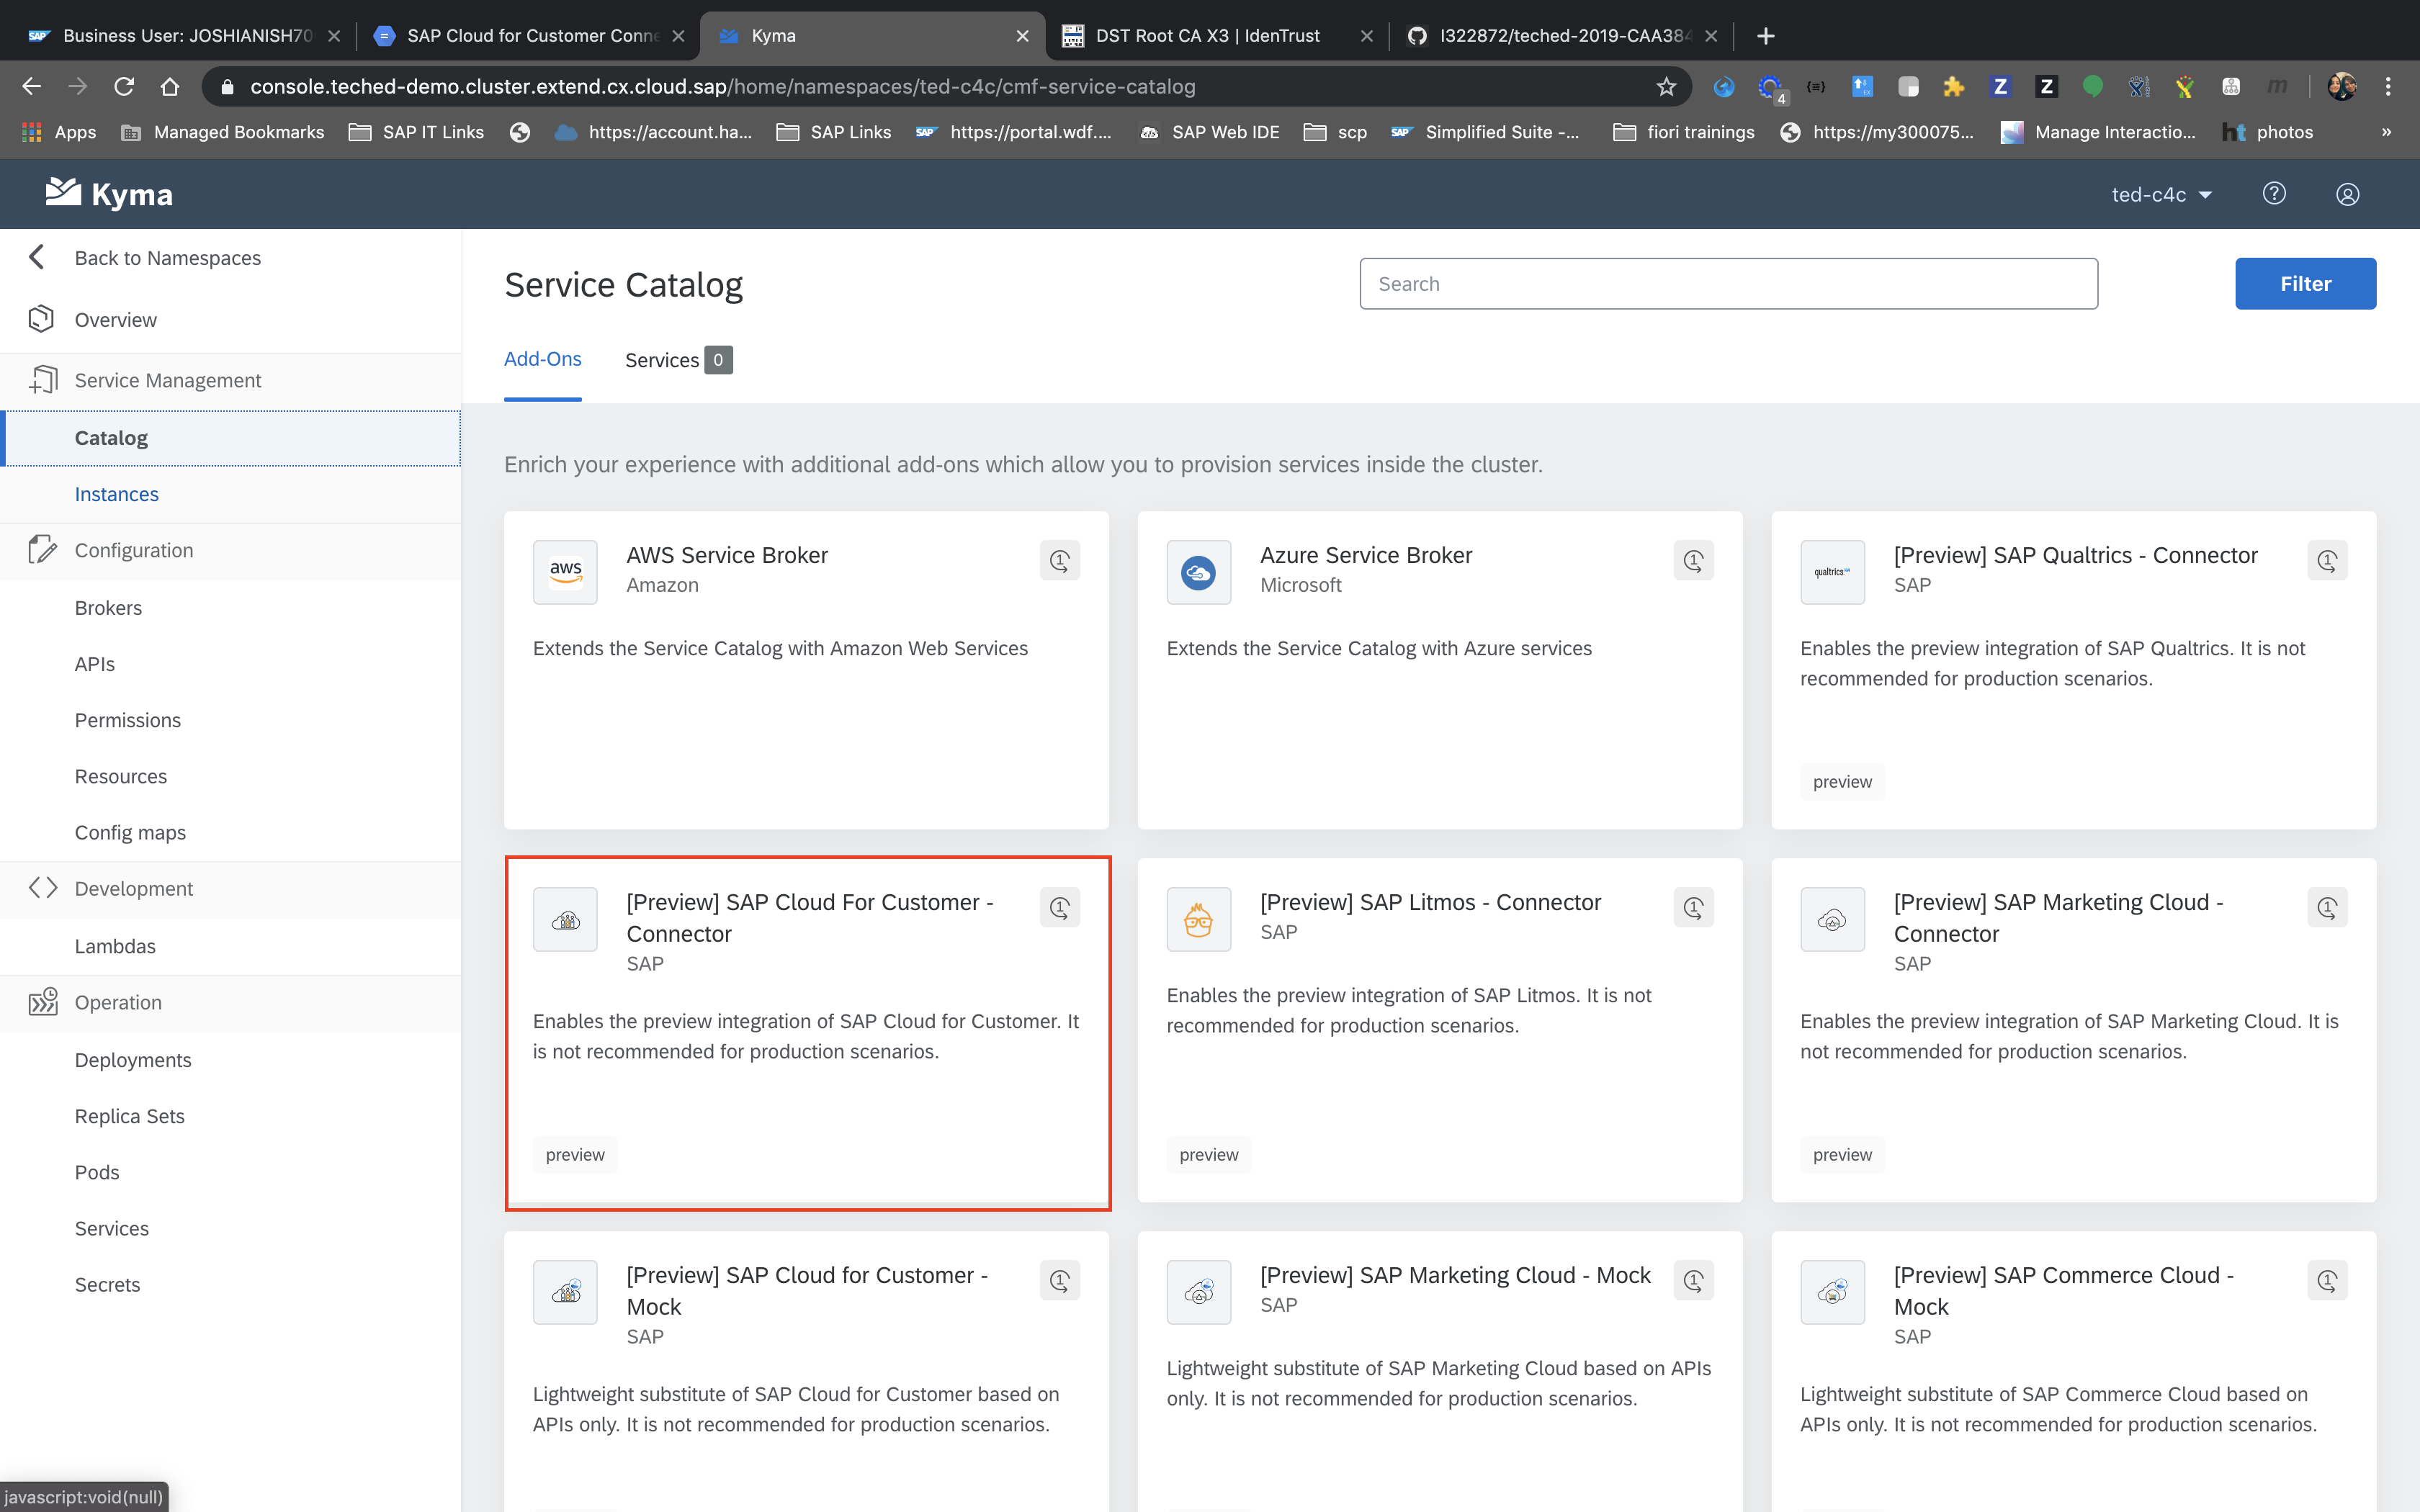 Business User: JOSHIANISH70
SAP Cloud for Customer Conne
Kyma
DST Root CA X3 | IdenTrust
I322872/teched-2019-CAA384
console.teched-demo.cluster.extend.cx.cloud.sap/home/namespaces/ted-c4c/cmf-service-catalog
4
Apps
Managed Bookmarks
SAP IT Links
https://account.ha...
SAP Links
https://portal.wdf....
SAP Web IDE
scp
Simplified Suite -...
fiori trainings
https://my300075...
Manage Interactio...
photos
»
Kyma
ted-c4c
Back to Namespaces
Overview
Service Management
Catalog
Instances
Configuration
Brokers
APIs
Permissions
Resources
Config maps
Development
Lambdas
Operation
Deployments
Replica Sets
Pods
Services
Secrets
javascript:void(null)
Service Catalog
Search
Filter
Add-Ons
Services 0
Enrich your experience with additional add-ons which allow you to provision services inside the cluster.
aws
AWS Service Broker
Amazon
Extends the Service Catalog with Amazon Web Services
Azure Service Broker
Microsoft
Extends the Service Catalog with Azure services
qualtrics
[Preview] SAP Qualtrics - Connector
SAP
Enables the preview integration of SAP Qualtrics. It is not
recommended for production scenarios.
preview
[Preview] SAP Cloud For Customer -
Connector
SAP
Enables the preview integration of SAP Cloud for Customer. It
is not recommended for production scenarios.
preview
[Preview] SAP Litmos - Connector
SAP
Enables the preview integration of SAP Litmos. It is not
recommended for production scenarios.
preview
[Preview] SAP Marketing Cloud -
Connector
SAP
Enables the preview integration of SAP Marketing Cloud. It is
not recommended for production scenarios.
preview
[Preview] SAP Cloud for Customer -
Mock
SAP
Lightweight substitute of SAP Cloud for Customer based on
APIs only. It is not recommended for production scenarios.
[Preview] SAP Marketing Cloud - Mock
SAP
Lightweight substitute of SAP Marketing Cloud based on APIs
only. It is not recommended for production scenarios.
[Preview] SAP Commerce Cloud -
Mock
SAP
Lightweight substitute of SAP Commerce Cloud based on
APIs only. It is not recommended for production scenarios.